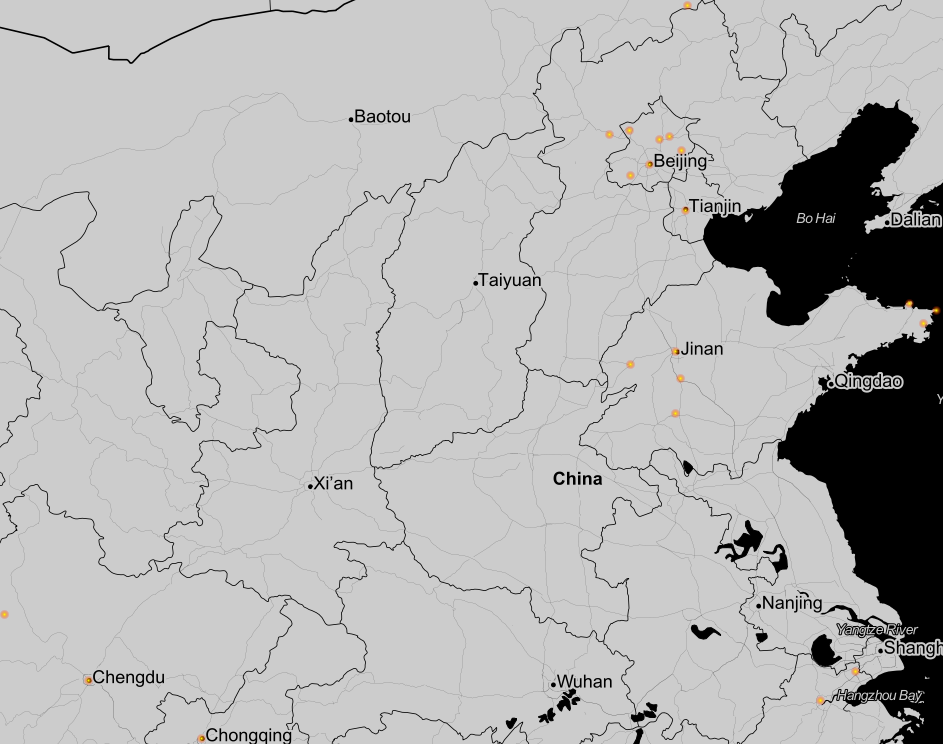 Baotou
Beijing
Tianjin
Bo Hai
Dalian
Taiyuan
Jinan
Qingdao
China
Xi'an
Nanjing
Yangtze River
Shangh
Chengdu
Wuhan
Hangzhou Bay
Chongqing